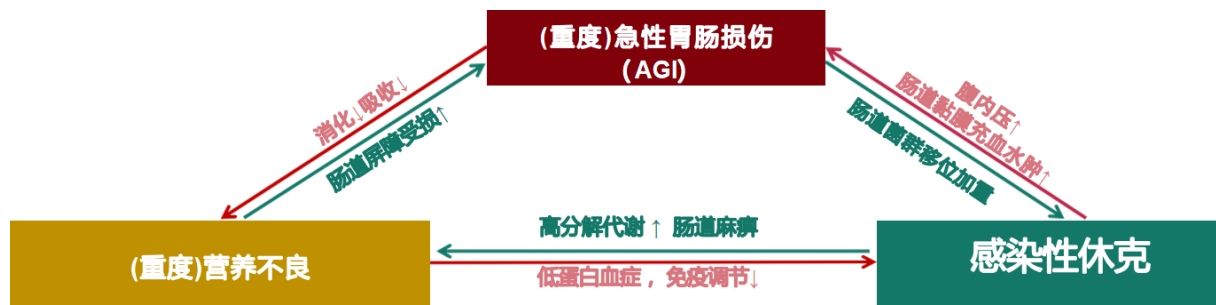 (重度)急性胃肠损伤
(AGI)
消化↓吸收↓
肠道屏障受损↑
腹内压↑
肠道黏膜充血水肿↑
肠道菌群移位加重
(重度)营养不良
高分解代谢↑ 肠道麻痹
低蛋白血症，免疫调节↓
感染性休克